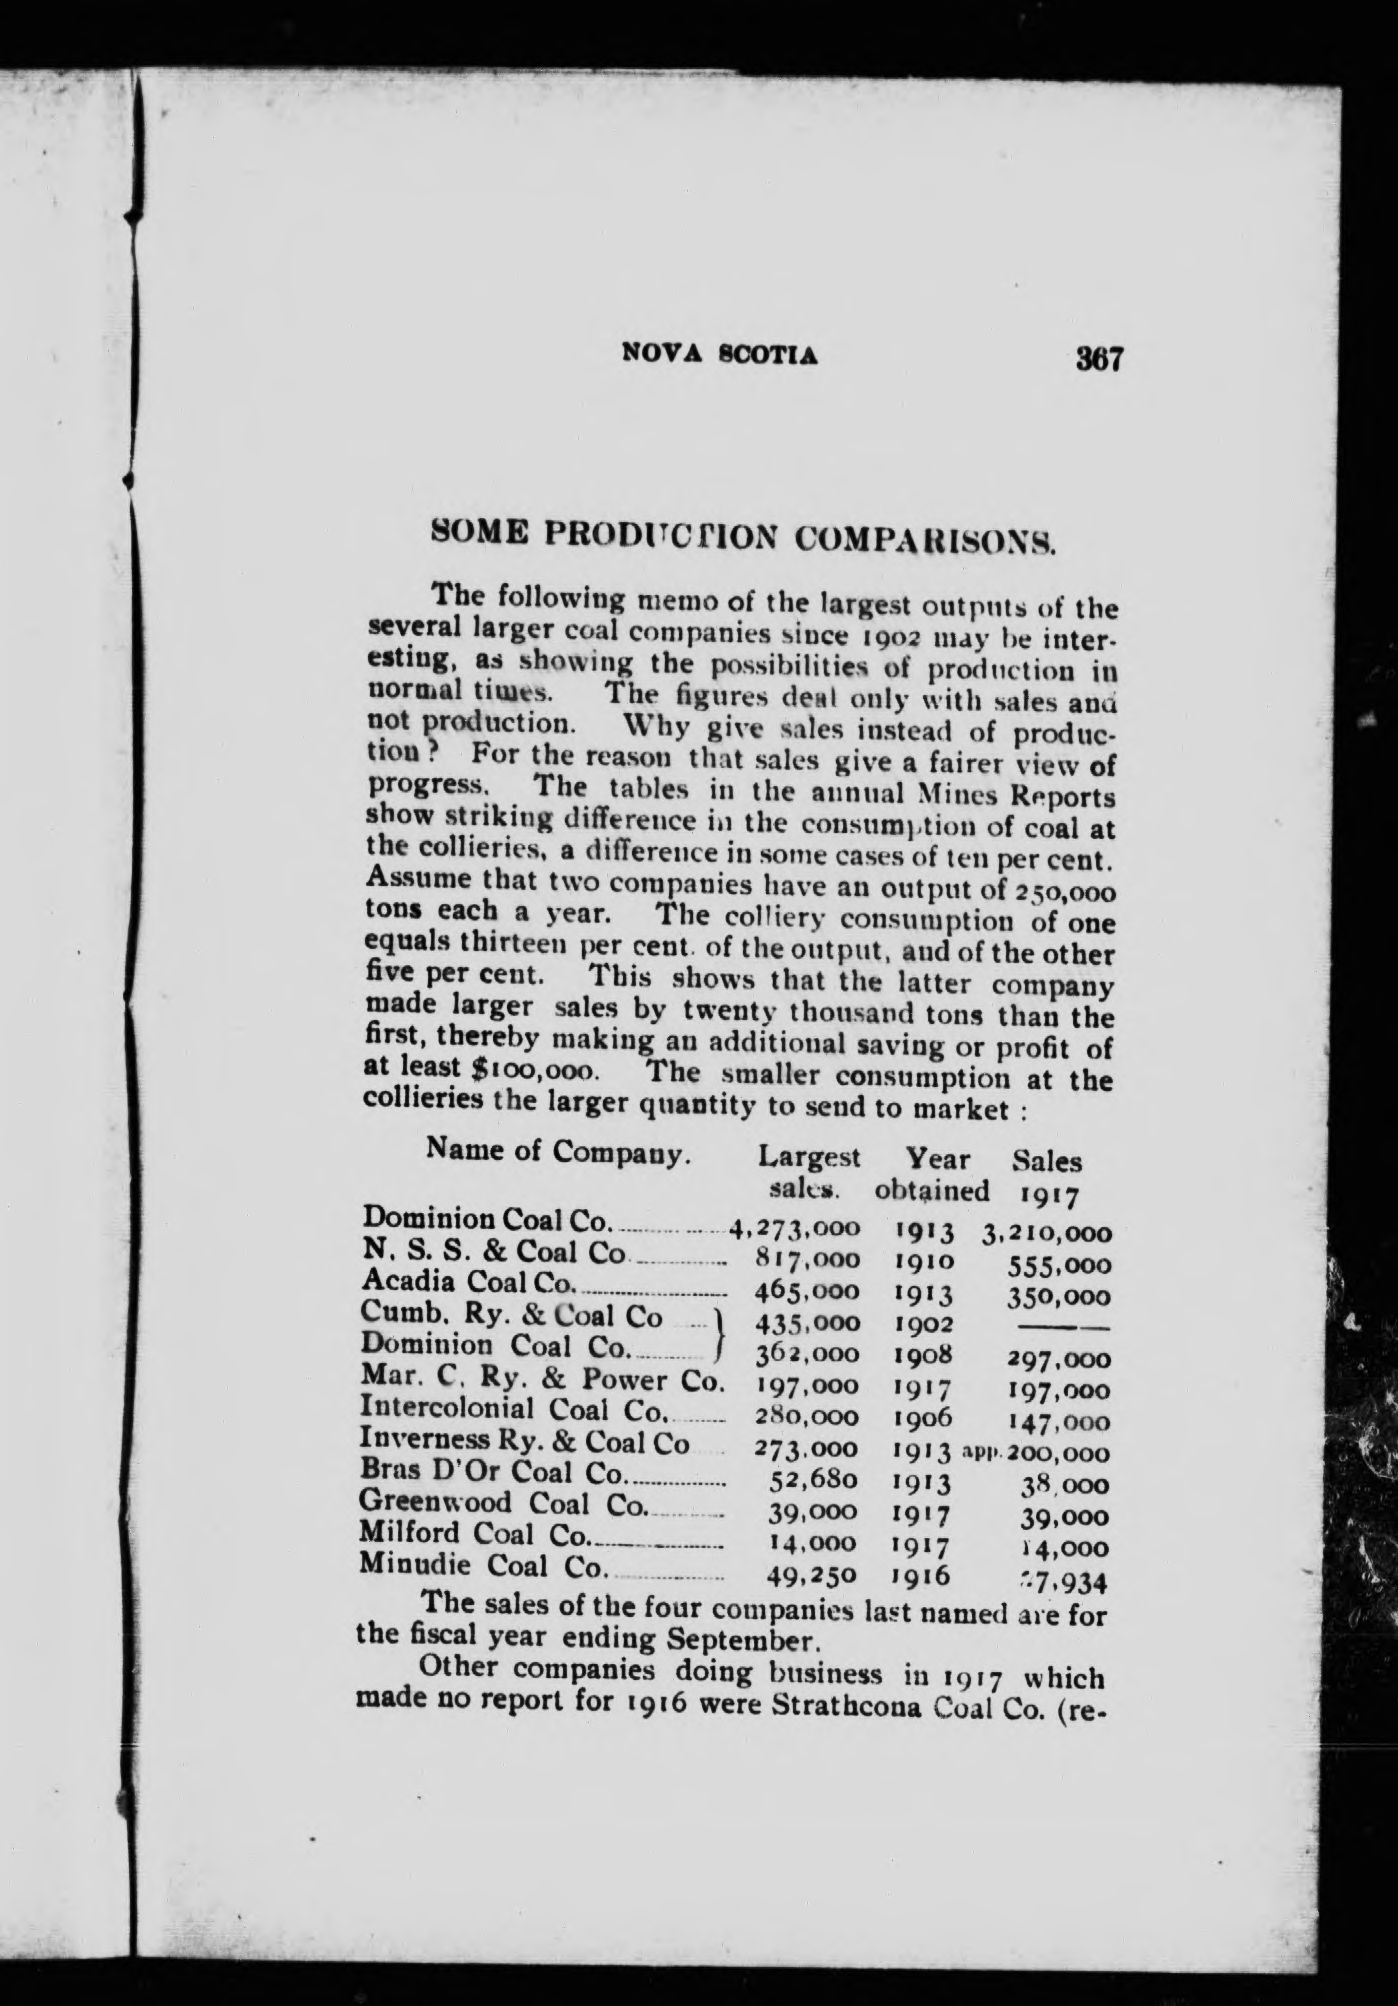 NOVA SCOTIA 367
SOME PRODUCTION COMPARISONS.
The following memo of the largest outputs of the
several larger coal companies since 1902 may be inter-
esting, as showing the possibilities of production in
normal times. The figures deal only with sales and
not production. Why give sales instead of produc-
tion? For the reason that sales give a fairer view of
progress. The tables in the annual Mines Reports
show striking difference in the consumption of coal at
the collieries, a difference in some cases of ten per cent.
Assume that two companies have an output of 250,000
tons each a year. The colliery consumption of one
equals thirteen per cent. of the output, and of the other
five per cent. This shows that the latter company
made larger sales by twenty thousand tons than the
first, thereby making an additional saving or profit of
at least $100,000. The smaller consumption at the
collieries the larger quantity to send to market :
Name of Company. Largest Year Sales
sales. obtained 1917
Dominion Coal Co. 4,273,000 1913 3,210,000
N. S. S. & Coal Co 817,000 1910 555,000
Acadia Coal Co. 465,000 1913 350,000
Cumb. Ry. & Coal Co } 435,000 1902 ———
Dominion Coal Co. 362,000 1908 297,000
Mar. C. Ry. & Power Co. 197,000 1917 197,000
Intercolonial Coal Co. 280,000 1906 147,000
Inverness Ry. & Coal Co 273.000 1913 app. 200,000
Bras D'Or Coal Co. 52,680 1913 38,000
Greenwood Coal Co. 39,000 1917 39,000
Milford Coal Co. 14,000 1917 14,000
Minudie Coal Co. 49,250 1916
The sales of the four companies last named are for
the fiscal year ending September.
Other companies doing business in 1917 which
made no report for 1916 were Strathcona Coal Co. (re-